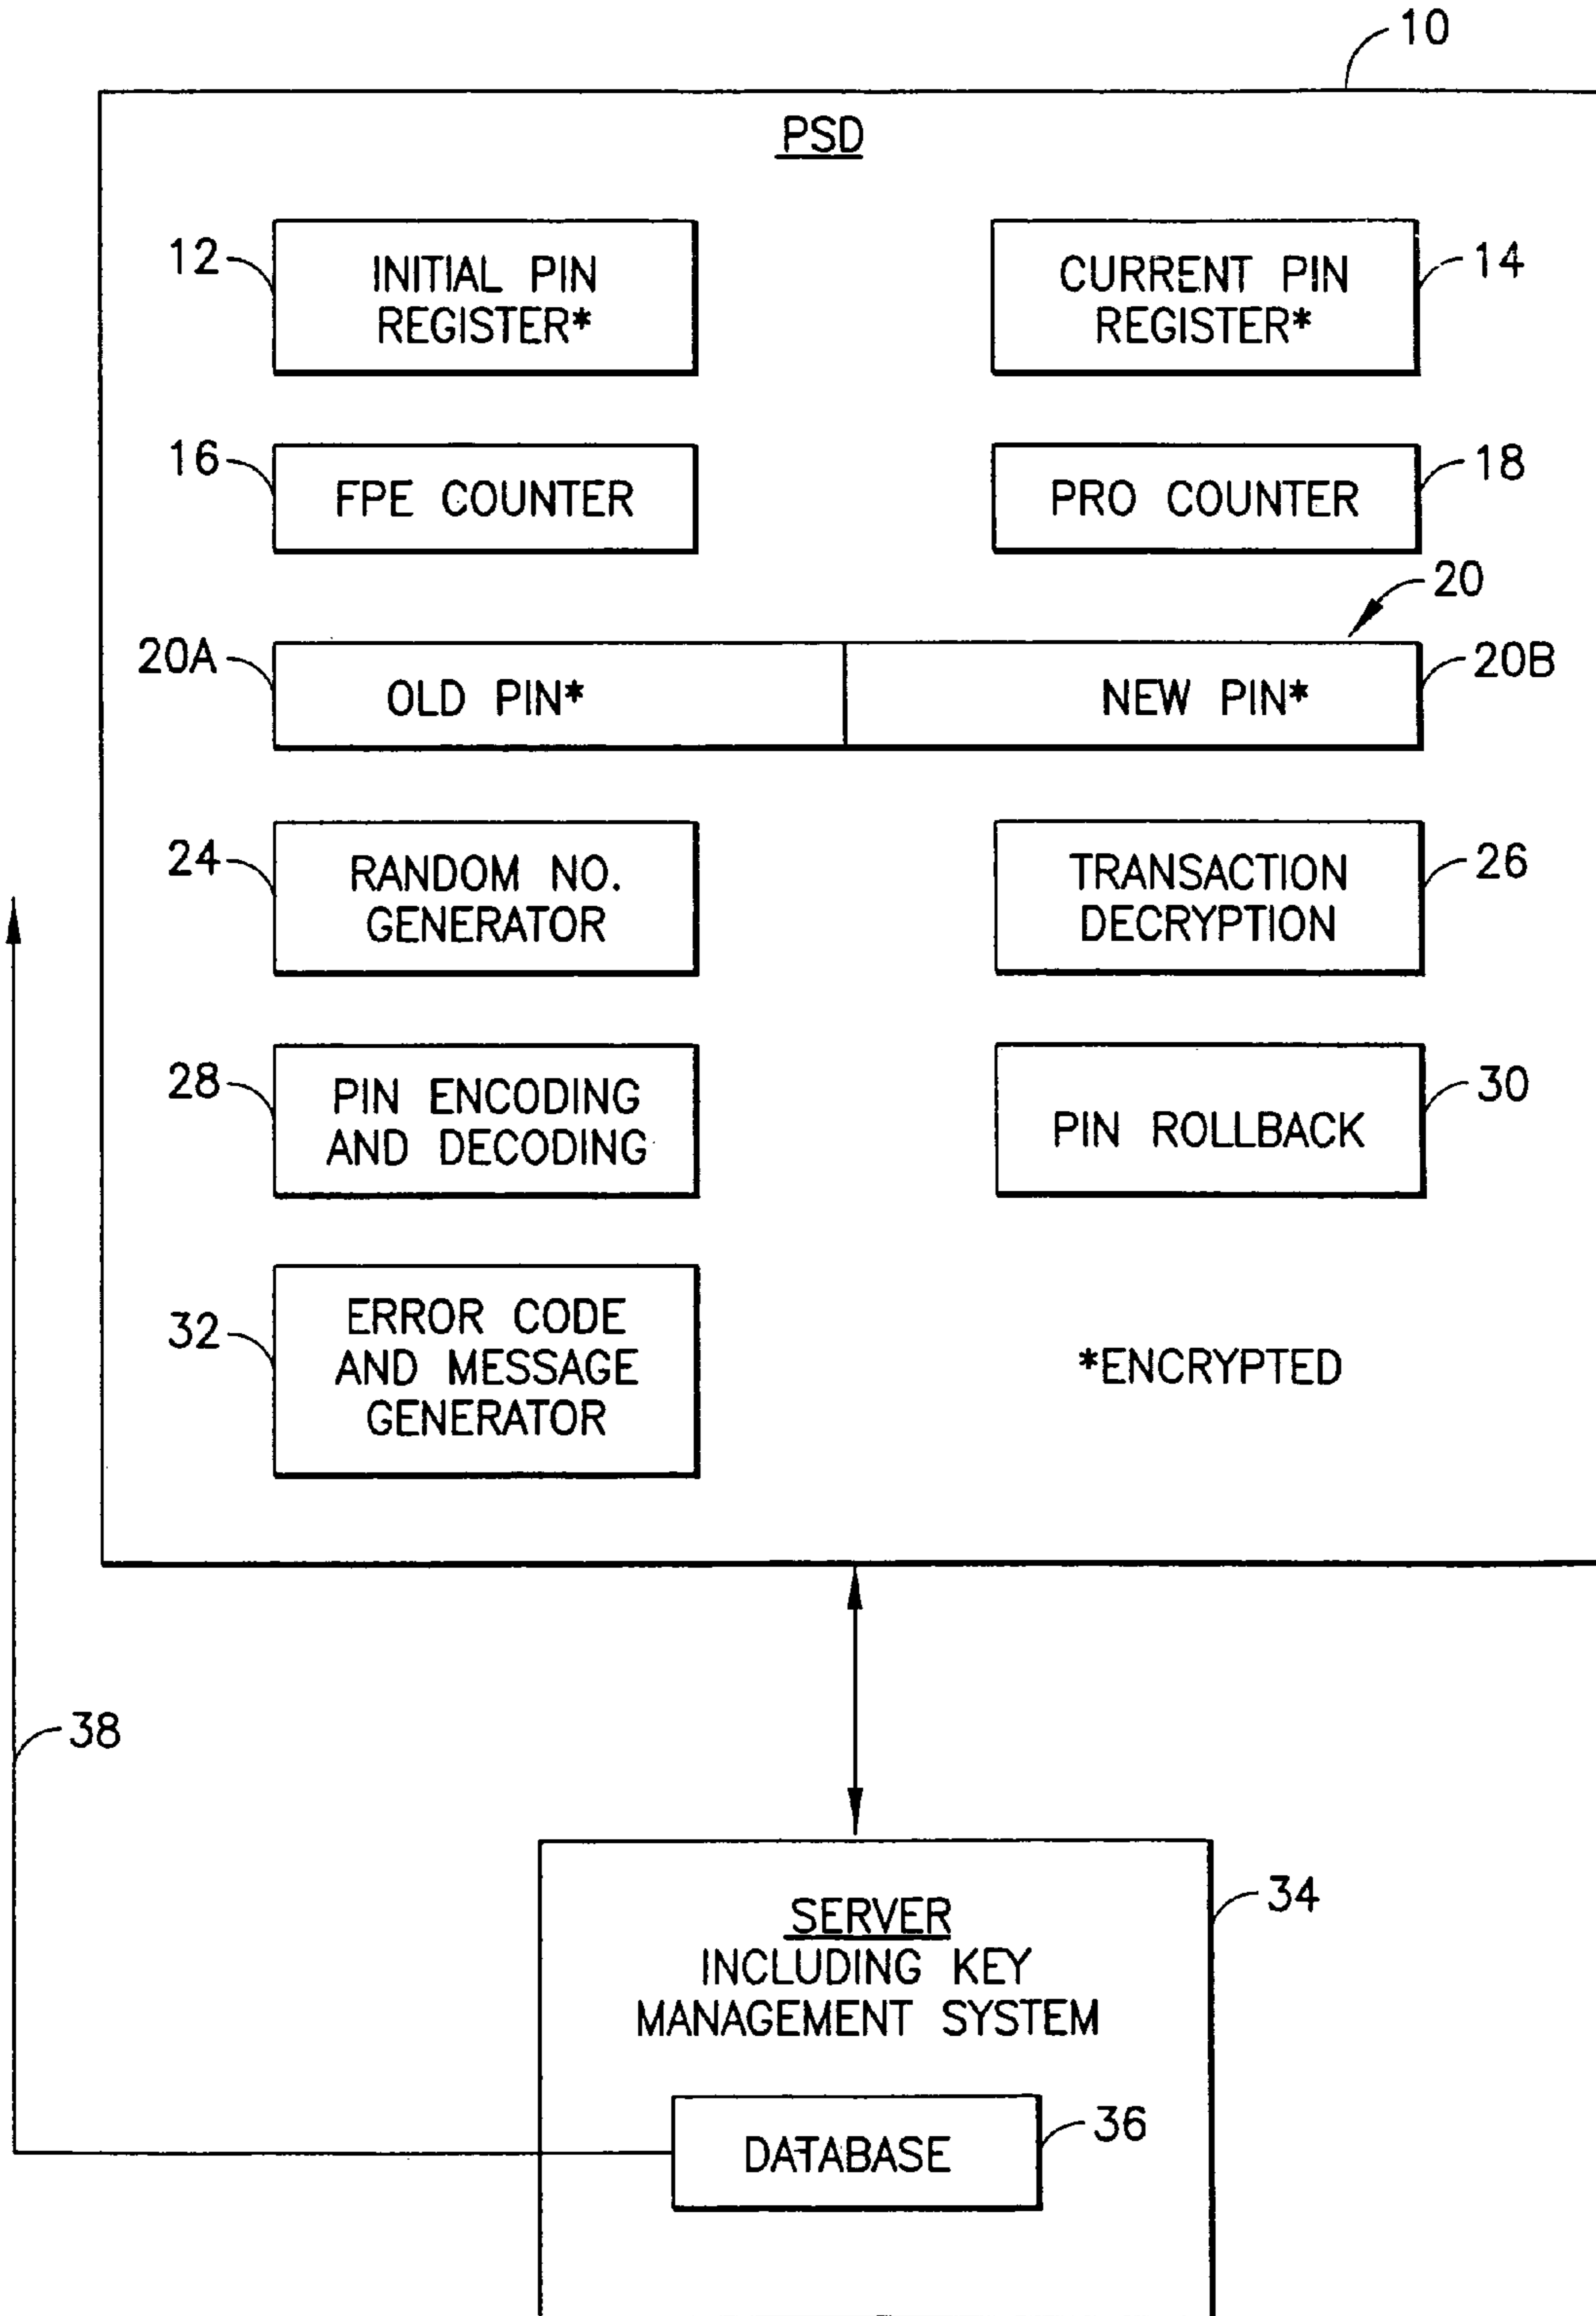 10
PSD
12
INITIAL PIN
REGISTER*
CURRENT PIN
REGISTER*
14
16
FPE COUNTER
PRO COUNTER
18
20
20A
OLD PIN*
NEW PIN*
20B
24
RANDOM NO.
GENERATOR
TRANSACTION
DECRYPTION
26
28
PIN ENCODING
AND DECODING
PIN ROLLBACK
30
32
ERROR CODE
AND MESSAGE
GENERATOR
*ENCRYPTED
38
SERVER
INCLUDING KEY
MANAGEMENT SYSTEM
34
DATABASE
36